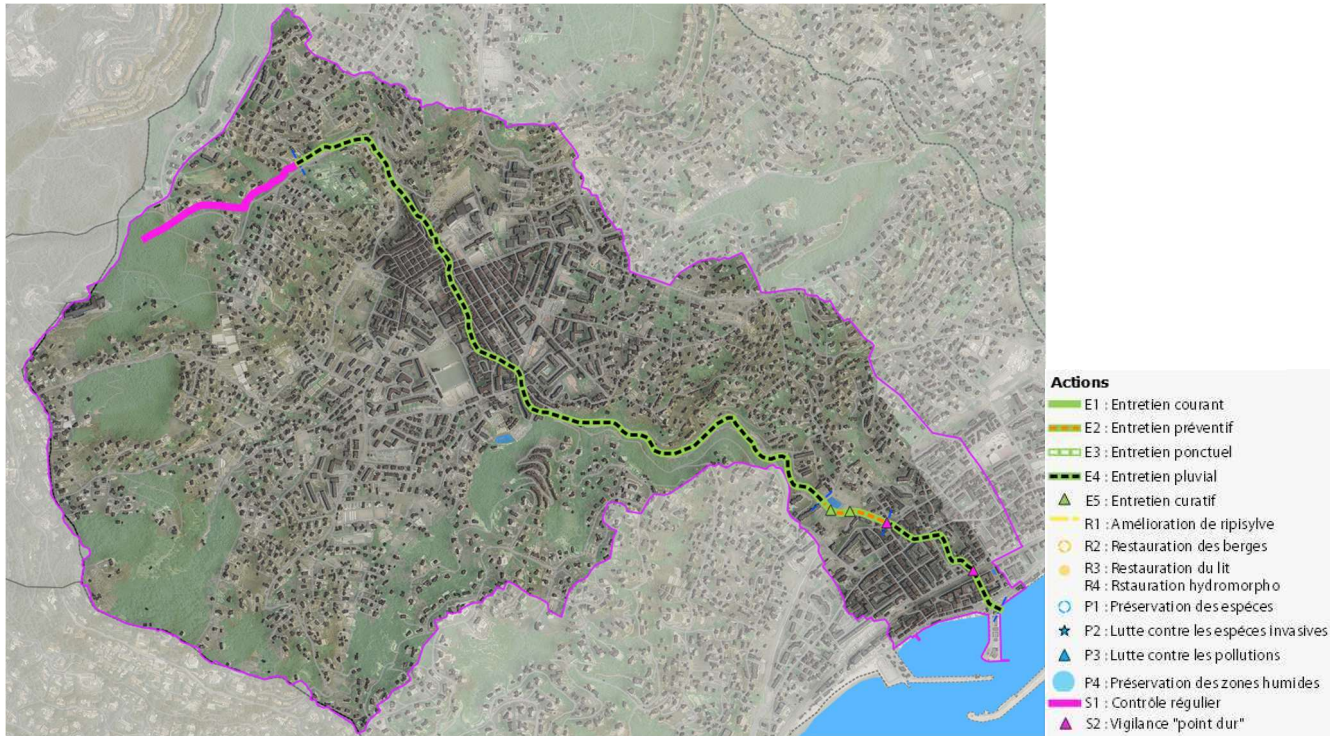 Actions
E1 : Entretien courant
E2 : Entretien préventif
E3 : Entretien ponctuel
E4 : Entretien pluvial
E5 : Entretien curatif
R1 : Amélioration de ripisylve
R2 : Restauration des berges
R3 : Restauration du lit
R4 : Rstauration hydromorpho
P1 : Préservation des espéces
P2 : Lutte contre les espéces invasives
P3 : Lutte contre les pollutions
P4 : Préservation des zones humides
S1 : Contrôle régulier
S2 : Vigilance "point dur"